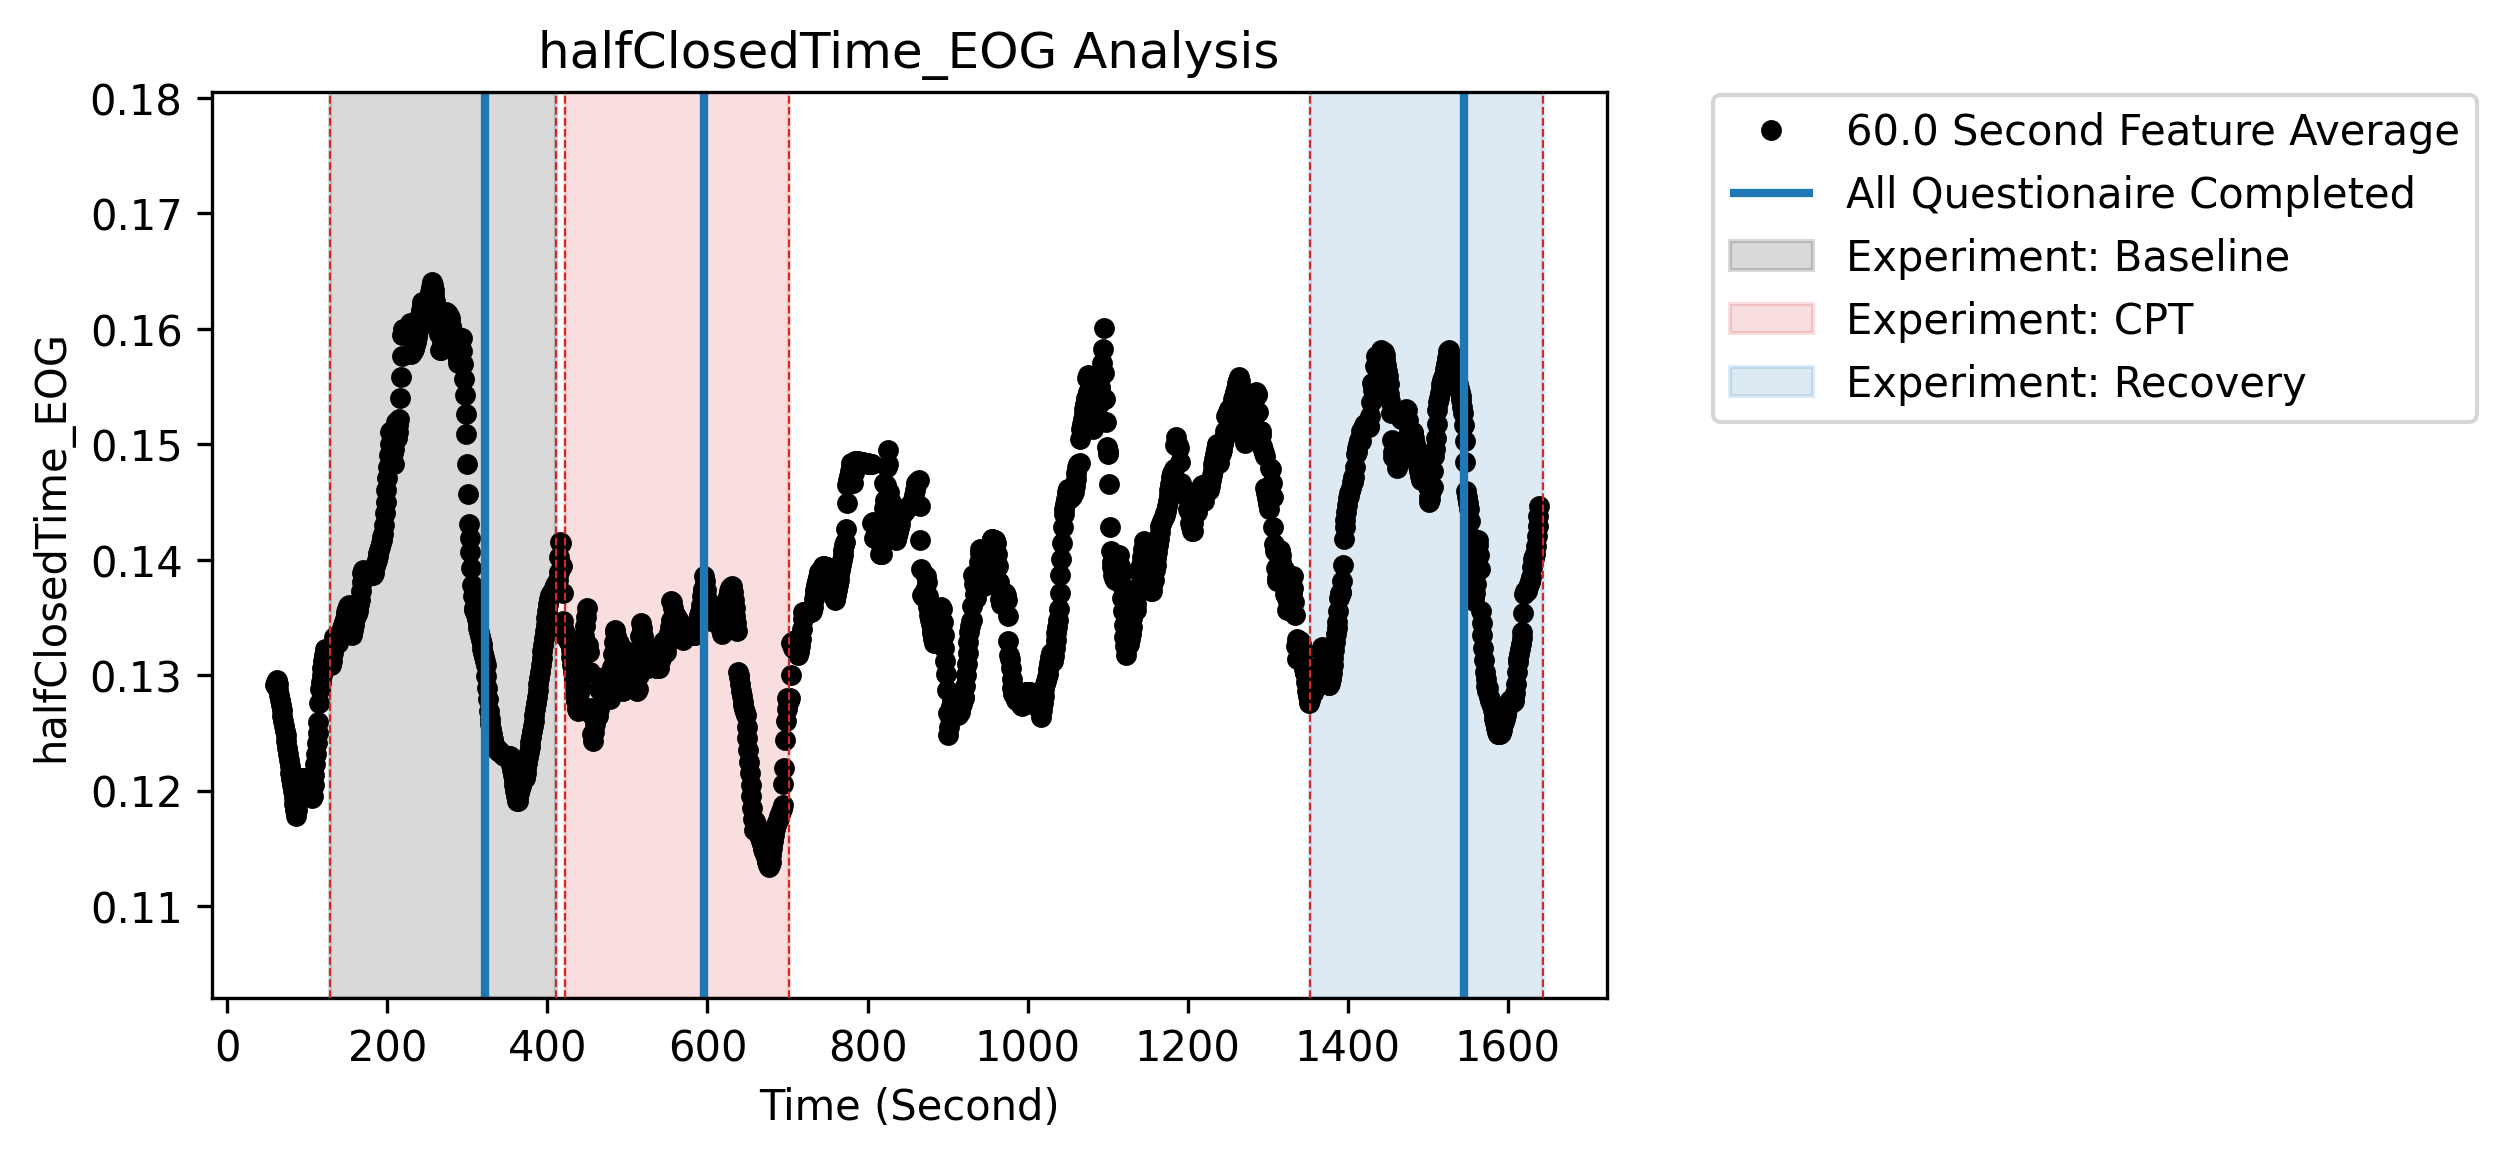 halfClosedTime_EOG Analysis
0.18
0.17
0.16
0.15
0.14
0.13
0.12
0.11
halfClosedTime_EOG
0
200
400
600
800
1000
1200
1400
1600
Time (Second)
60.0 Second Feature Average
All Questionaire Completed
Experiment: Baseline
Experiment: CPT
Experiment: Recovery